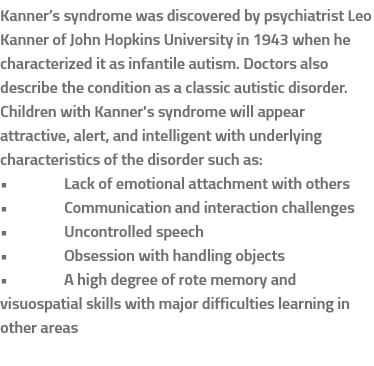 Kanner’s syndrome was discovered by psychiatrist Leo
Kanner of John Hopkins University in 1943 when he
characterized it as infantile autism. Doctors also
describe the condition as a classic autistic disorder.
Children with Kanner's syndrome will appear
attractive, alert, and intelligent with underlying
characteristics of the disorder such as:
• Lack of emotional attachment with others
• Communication and interaction challenges
• Uncontrolled speech
• Obsession with handling objects
• A high degree of rote memory and
visuospatial skills with major difficulties learning in
other areas